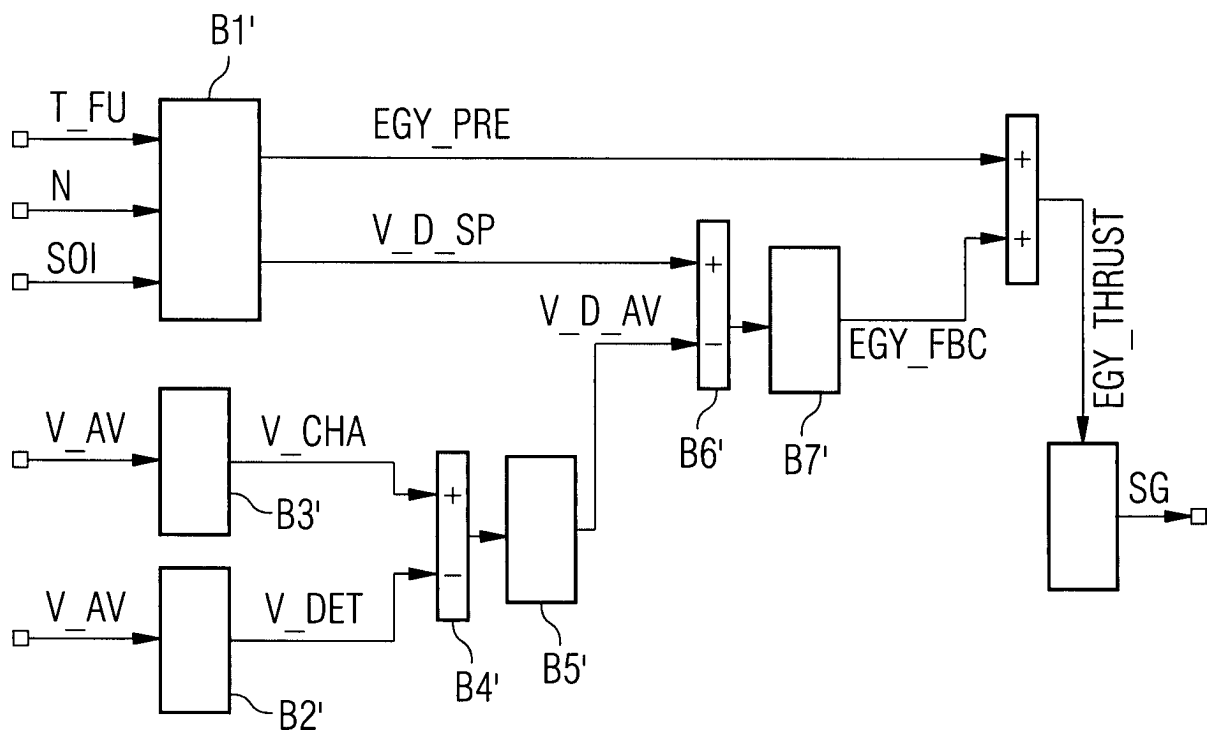 B1'
T_FU
EGY_PRE
N
+
V_D_SP
SOI
+
+
V_D_AV
EGY_THRUST
−
EGY_FBC
V_AV
V_CHA
B6'
B7'
SG
B3'
+
−
V_AV
V_DET
B5'
B4'
B2'